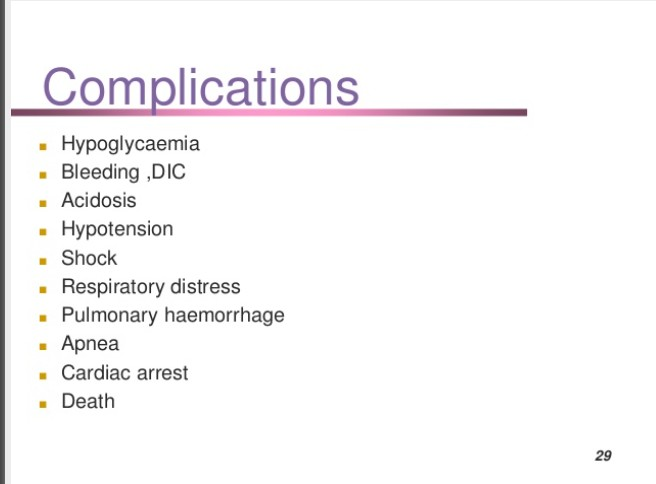 Complications
Hypoglycaemia
Bleeding ,DIC
Acidosis
Hypotension
Shock
Respiratory distress
Pulmonary haemorrhage
Apnea
Cardiac arrest
Death
29